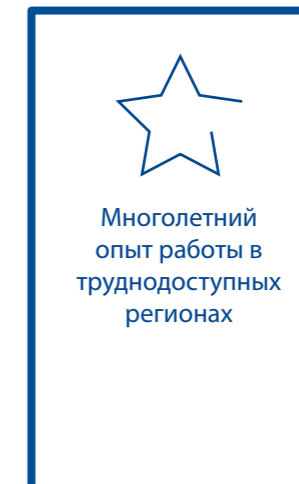 Многолетний
опыт работы в
труднодоступных
регионах